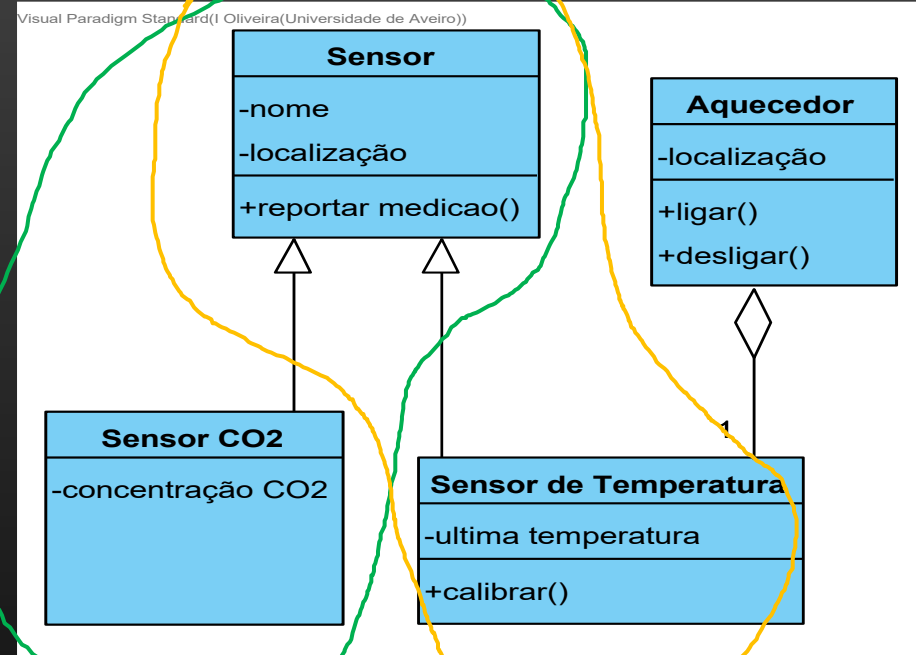 Visual Paradigm Standard(I Oliveira(Universidade de Aveiro))
Sensor
-nome
-localização
+reportar medicao()
Aquecedor
-localização
+ligar()
+desligar()
1
Sensor CO2
-concentração CO2
Sensor de Temperatura
-ultima temperatura
+calibrar()